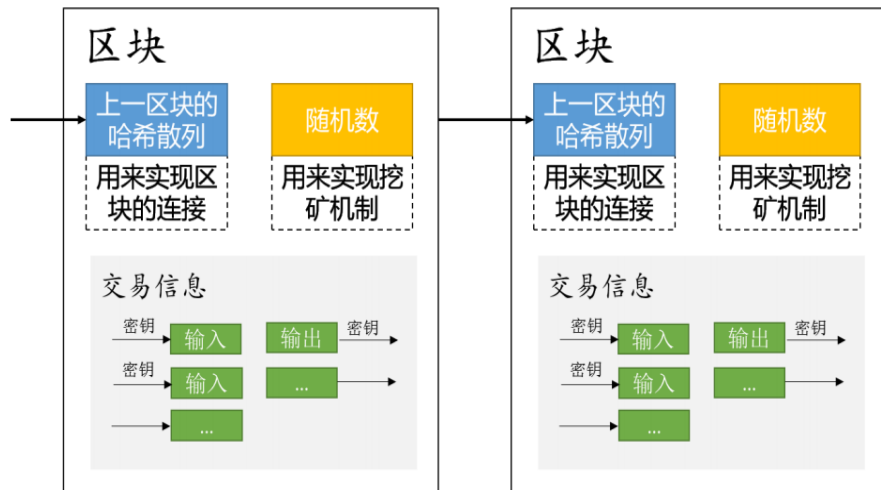 区块
上一区块的
哈希散列
随机数
用来实现区
块的连接
用来实现挖
矿机制
交易信息
密钥
输入
输出
密钥
密钥
输入
...
...
区块
上一区块的
哈希散列
随机数
用来实现区
块的连接
用来实现挖
矿机制
交易信息
密钥
输入
输出
密钥
密钥
输入
...
...